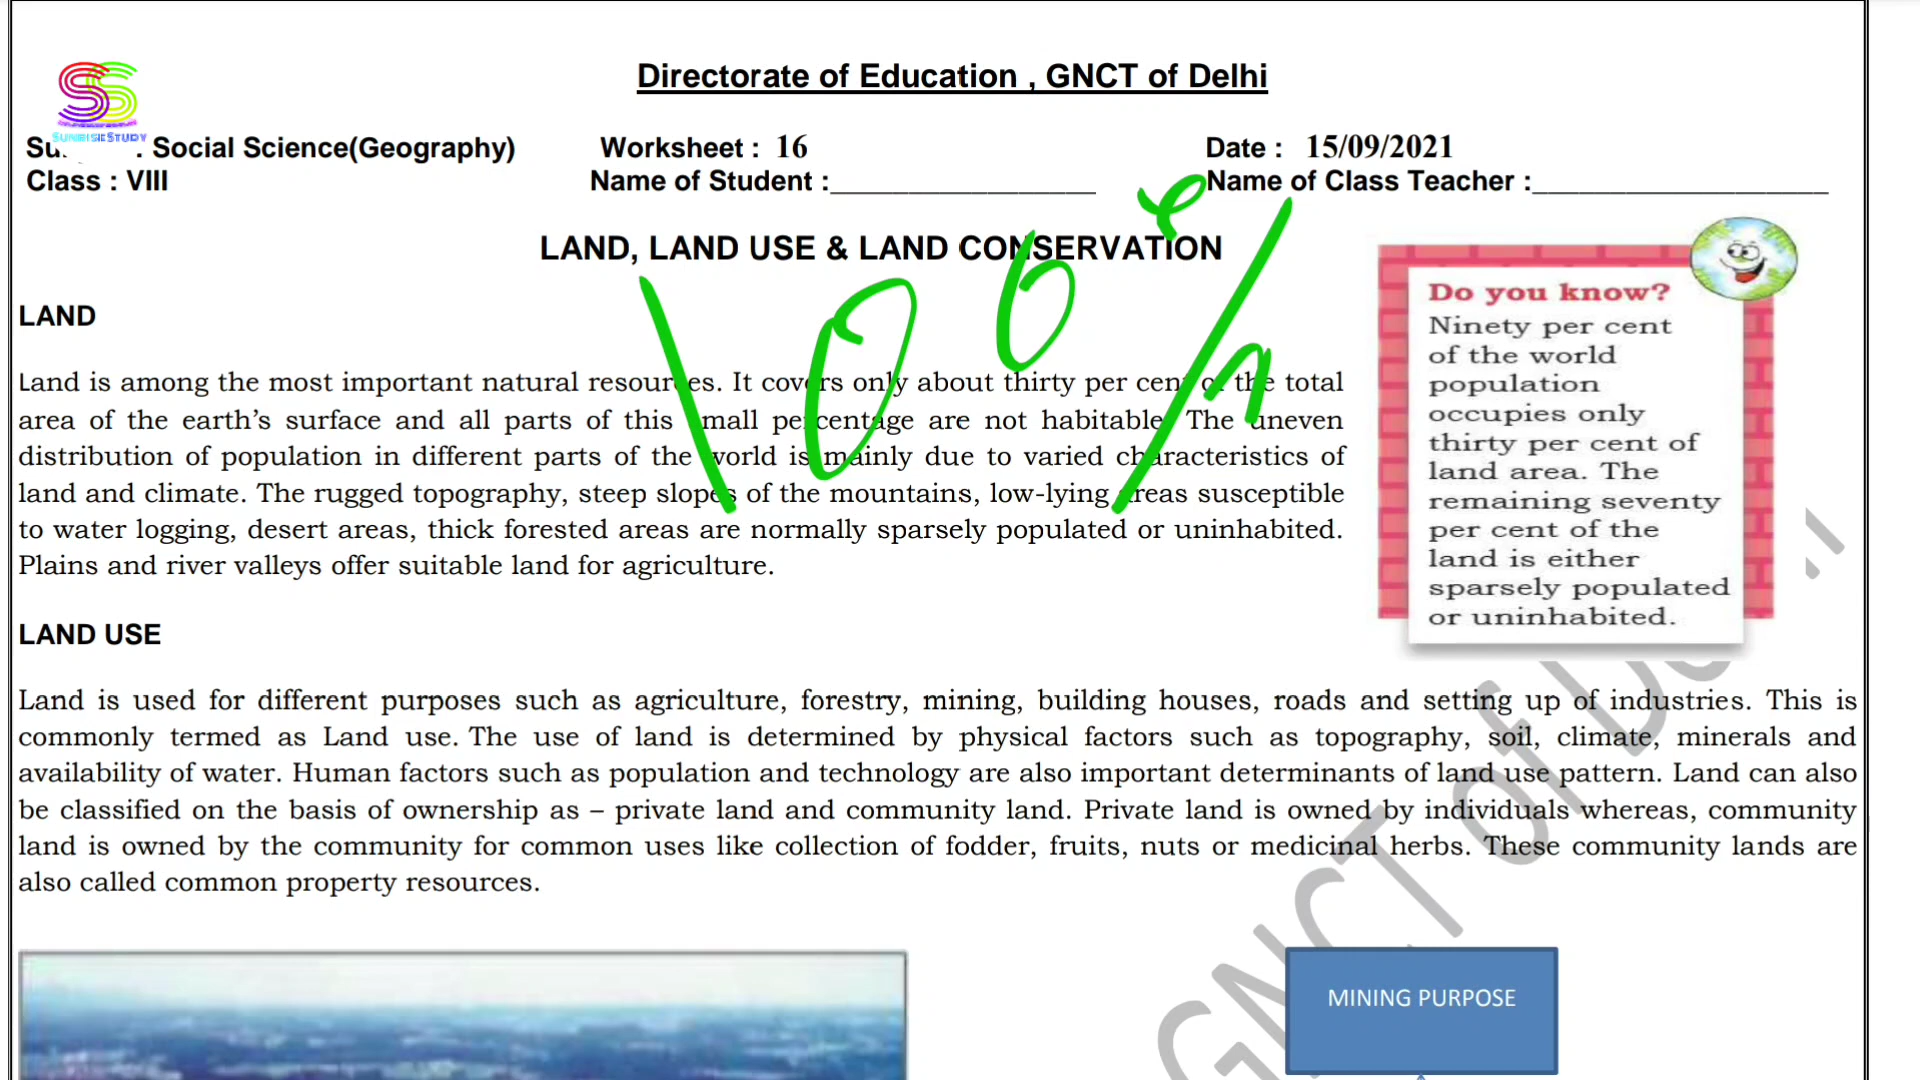 Directorate of Education , GNCT of Delhi
SUNRISESTUDY
: Social Science(Geography) Worksheet : 16 Date : 15/09/2021
Class : VIII Name of Student :__________________ Name of Class Teacher :____________________
LAND, LAND USE & LAND CONSERVATION
100%
LAND
Land is among the most important natural resources. It covers only about thirty per cent of the total
area of the earth’s surface and all parts of this small percentage are not habitable. The uneven
distribution of population in different parts of the world is mainly due to varied characteristics of
land and climate. The rugged topography, steep slopes of the mountains, low-lying areas susceptible
to water logging, desert areas, thick forested areas are normally sparsely populated or uninhabited.
Plains and river valleys offer suitable land for agriculture.
Do you know?
Ninety per cent
of the world
population
occupies only
thirty per cent of
land area. The
remaining seventy
per cent of the
land is either
sparsely populated
or uninhabited.
LAND USE
Land is used for different purposes such as agriculture, forestry, mining, building houses, roads and setting up of industries. This is
commonly termed as Land use. The use of land is determined by physical factors such as topography, soil, climate, minerals and
availability of water. Human factors such as population and technology are also important determinants of land use pattern. Land can also
be classified on the basis of ownership as – private land and community land. Private land is owned by individuals whereas, community
land is owned by the community for common uses like collection of fodder, fruits, nuts or medicinal herbs. These community lands are
also called common property resources.
MINING PURPOSE
GNCT of